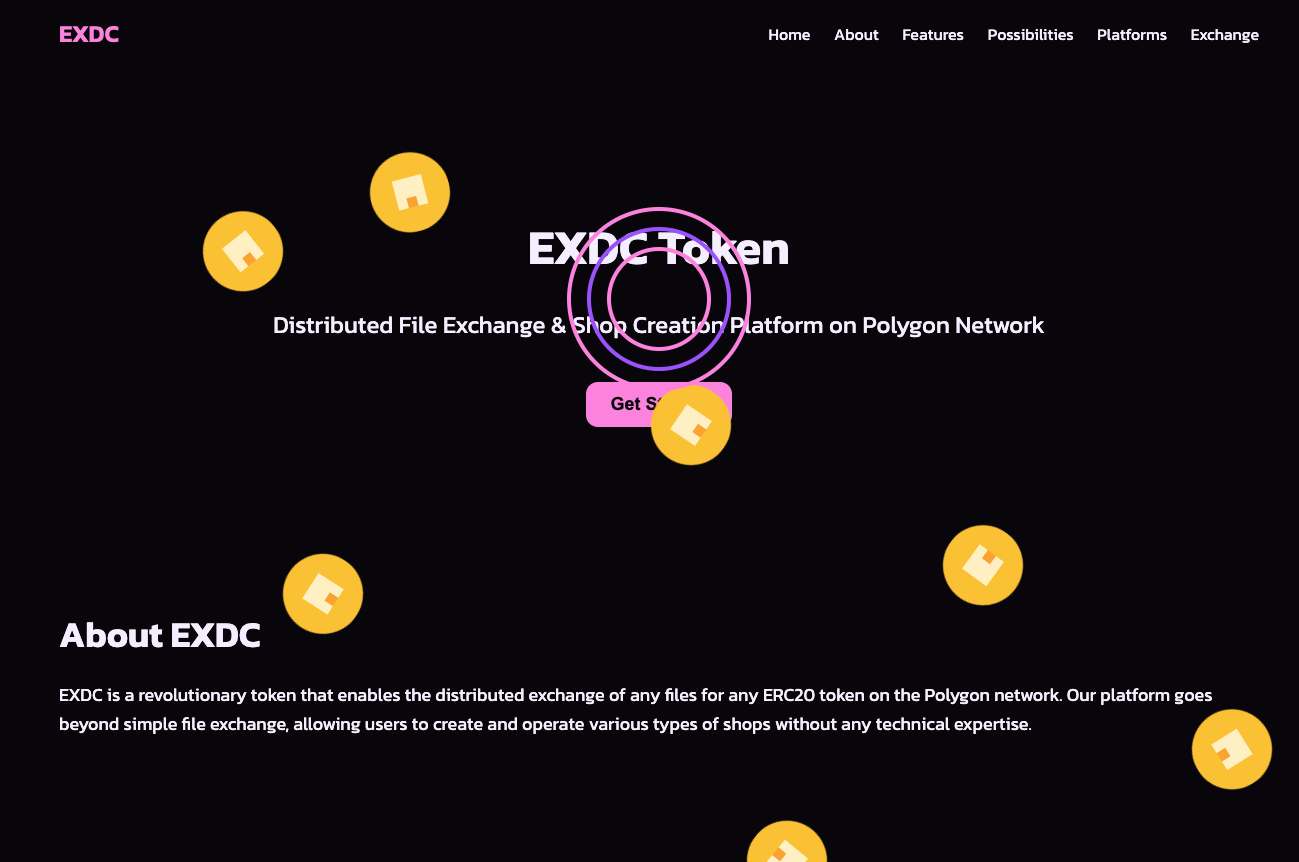 EXDC
Home About Features Possibilities Platforms Exchange
EXDC Token
Distributed File Exchange & Shop Creation Platform on Polygon Network
Get
About EXDC
EXDC is a revolutionary token that enables the distributed exchange of any files for any ERC20 token on the Polygon network. Our platform goes
beyond simple file exchange, allowing users to create and operate various types of shops without any technical expertise.